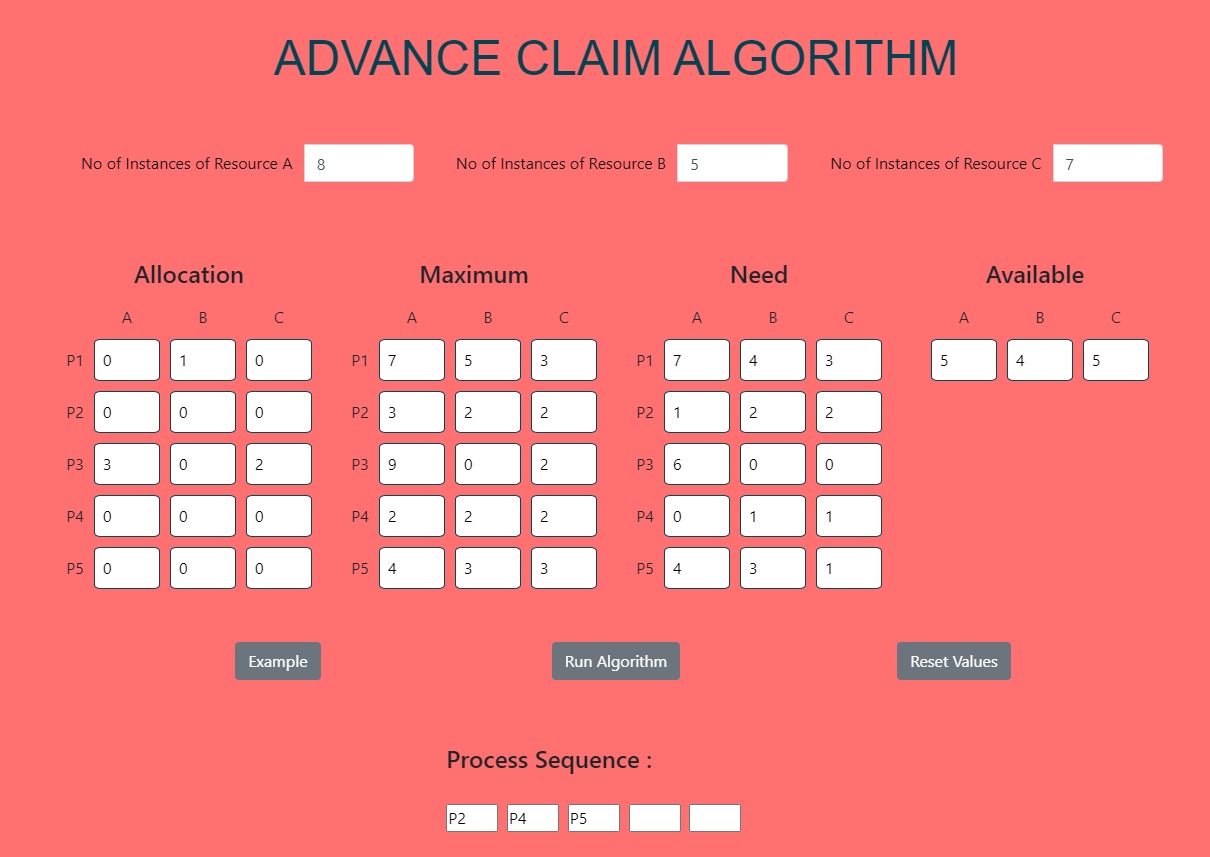 ADVANCE CLAIM ALGORITHM
No of Instances of Resource A 8 No of Instances of Resource B 5 No of Instances of Resource C 7
Allocation Maximum Need Available
A B C A B C A B C A B C
P1 0 1 0 P1 7 5 3 P1 7 4 3 5 4 5
P2 0 0 0 P2 3 2 2 P2 1 2 2
P3 3 0 2 P3 9 0 2 P3 6 0 0
P4 0 0 0 P4 2 2 2 P4 0 1 1
P5 0 0 0 P5 4 3 3 P5 4 3 1
Example Run Algorithm Reset Values
Process Sequence :
P2 P4 P5